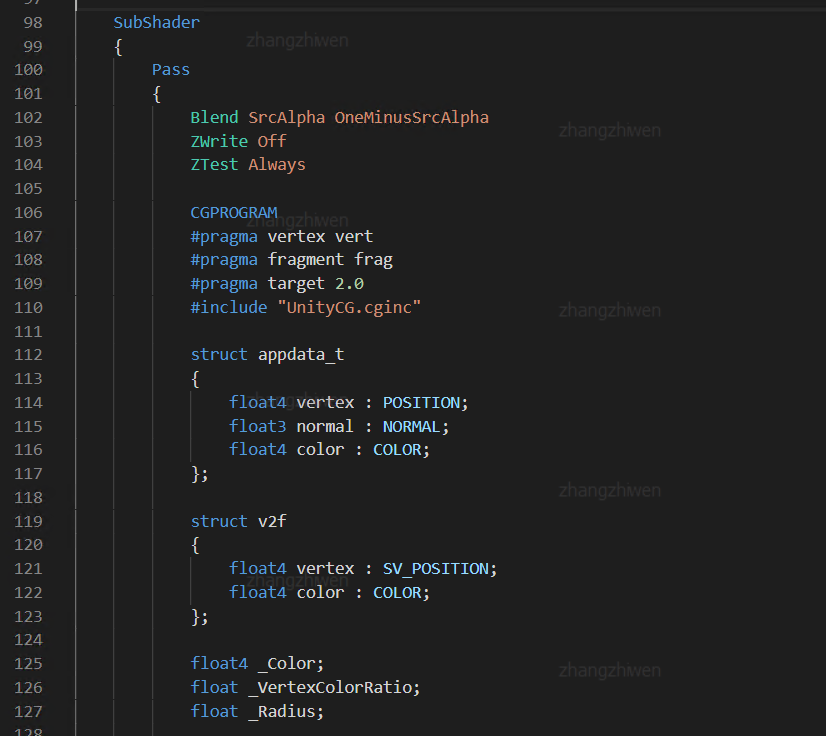 98 SubShader
99 {
100 Pass
101 {
102 Blend SrcAlpha OneMinusSrcAlpha
103 ZWrite Off
104 ZTest Always
105
106 CGPROGRAM
107 #pragma vertex vert
108 #pragma fragment frag
109 #pragma target 2.0
110 #include "UnityCG.cginc"
111
112 struct appdata_t
113 {
114 float4 vertex : POSITION;
115 float3 normal : NORMAL;
116 float4 color : COLOR;
117 };
118
119 struct v2f
120 {
121 float4 vertex : SV_POSITION;
122 float4 color : COLOR;
123 };
124
125 float4 _Color;
126 float _VertexColorRatio;
127 float _Radius;
128
zhangzhiwen
zhangzhiwen
zhangzhiwen
zhangzhiwen
zhangzhiwen
zhangzhiwen
zhangzhiwen
zhangzhiwen